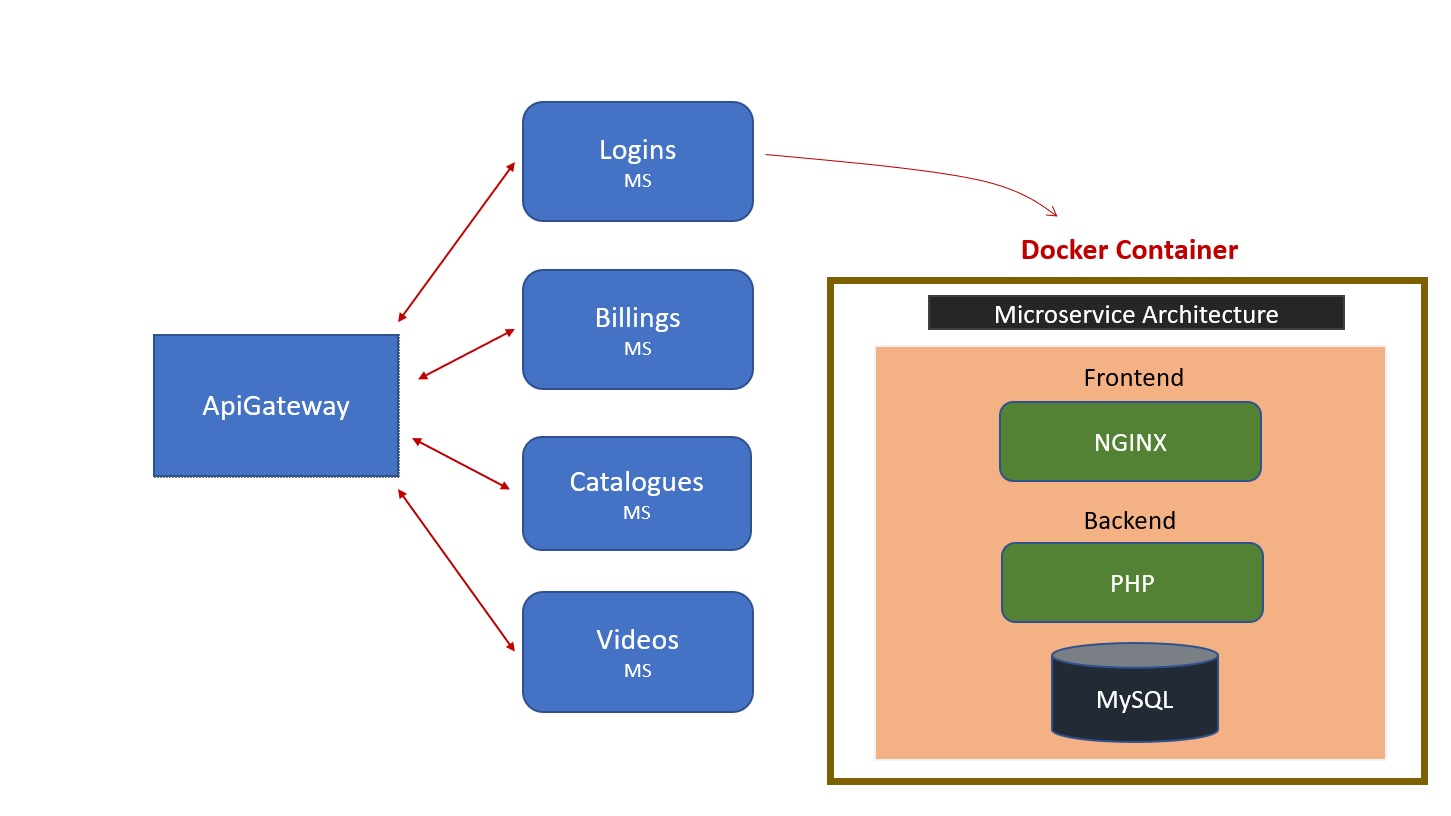 ApiGateway
Logins
MS
Billings
MS
Catalogues
MS
Videos
MS
Docker Container
Microservice Architecture
Frontend
NGINX
Backend
PHP
MySQL